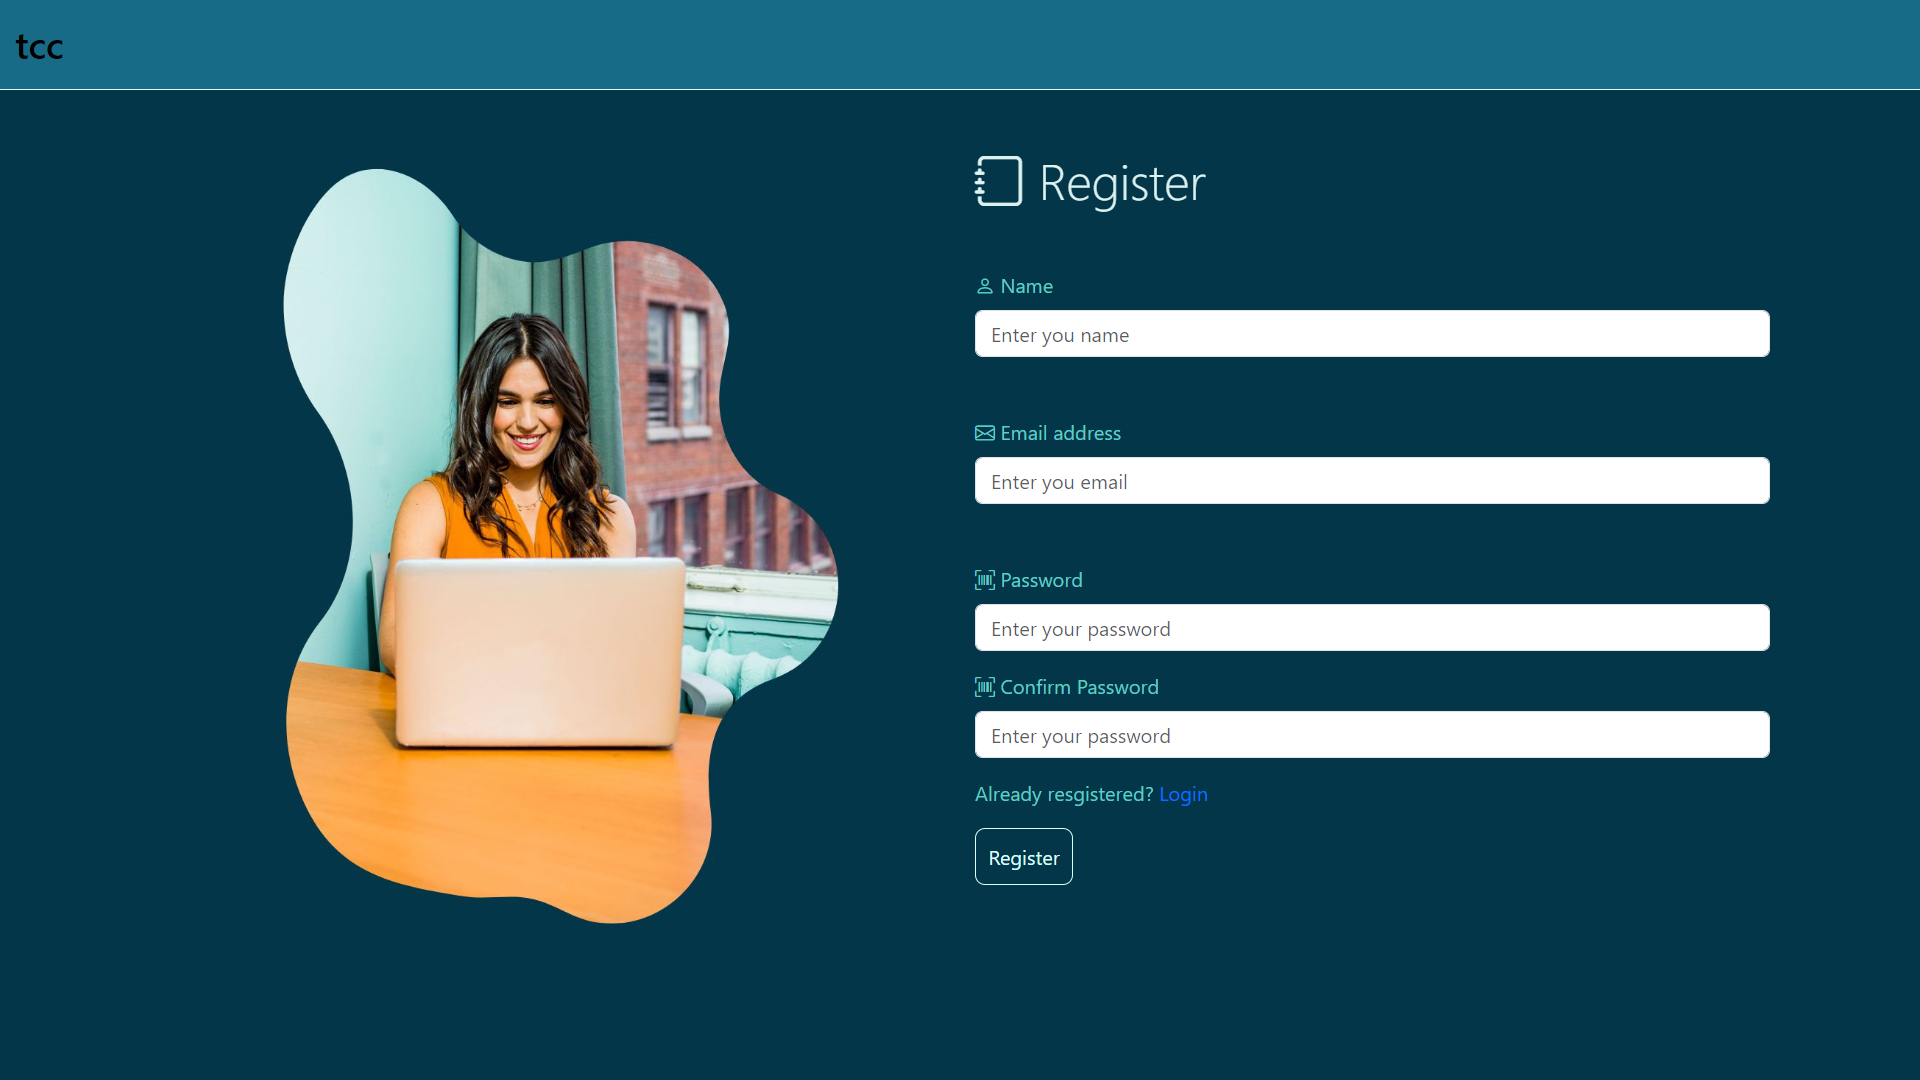 tcc
Register
Name
Enter you name
Email address
Enter you email
Password
Enter your password
Confirm Password
Enter your password
Already resgistered? Login
Register